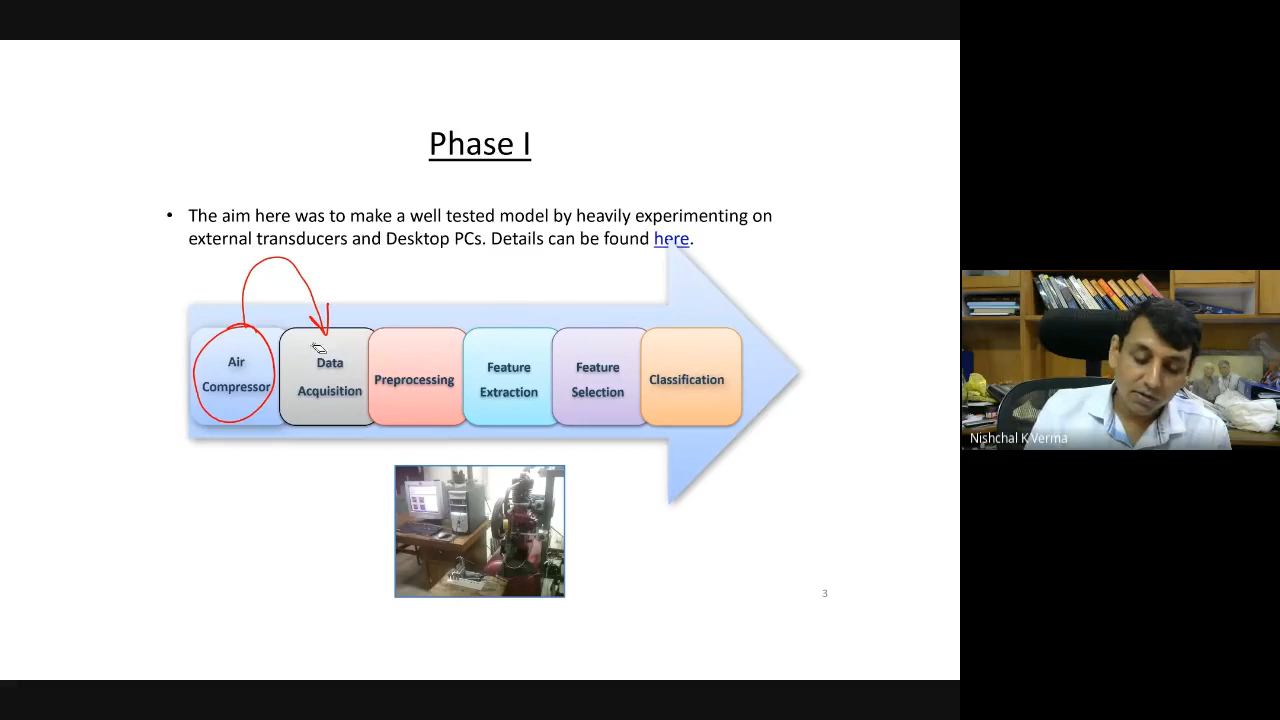 Phase I
• The aim here was to make a well tested model by heavily experimenting on
external transducers and Desktop PCs. Details can be found here.
Air
Compressor
Data
Acquisition
Preprocessing
Feature
Extraction
Feature
Selection
Classification
3
Nishchal K Verma